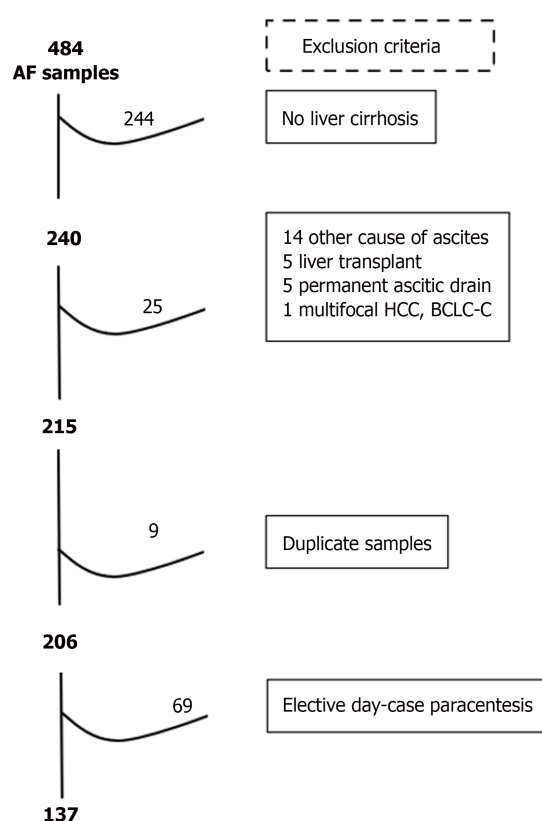 484
AF samples
Exclusion criteria
244
No liver cirrhosis
240
14 other cause of ascites
5 liver transplant
5 permanent ascitic drain
1 multifocal HCC, BCLC-C
25
215
9
Duplicate samples
206
69
Elective day-case paracentesis
137